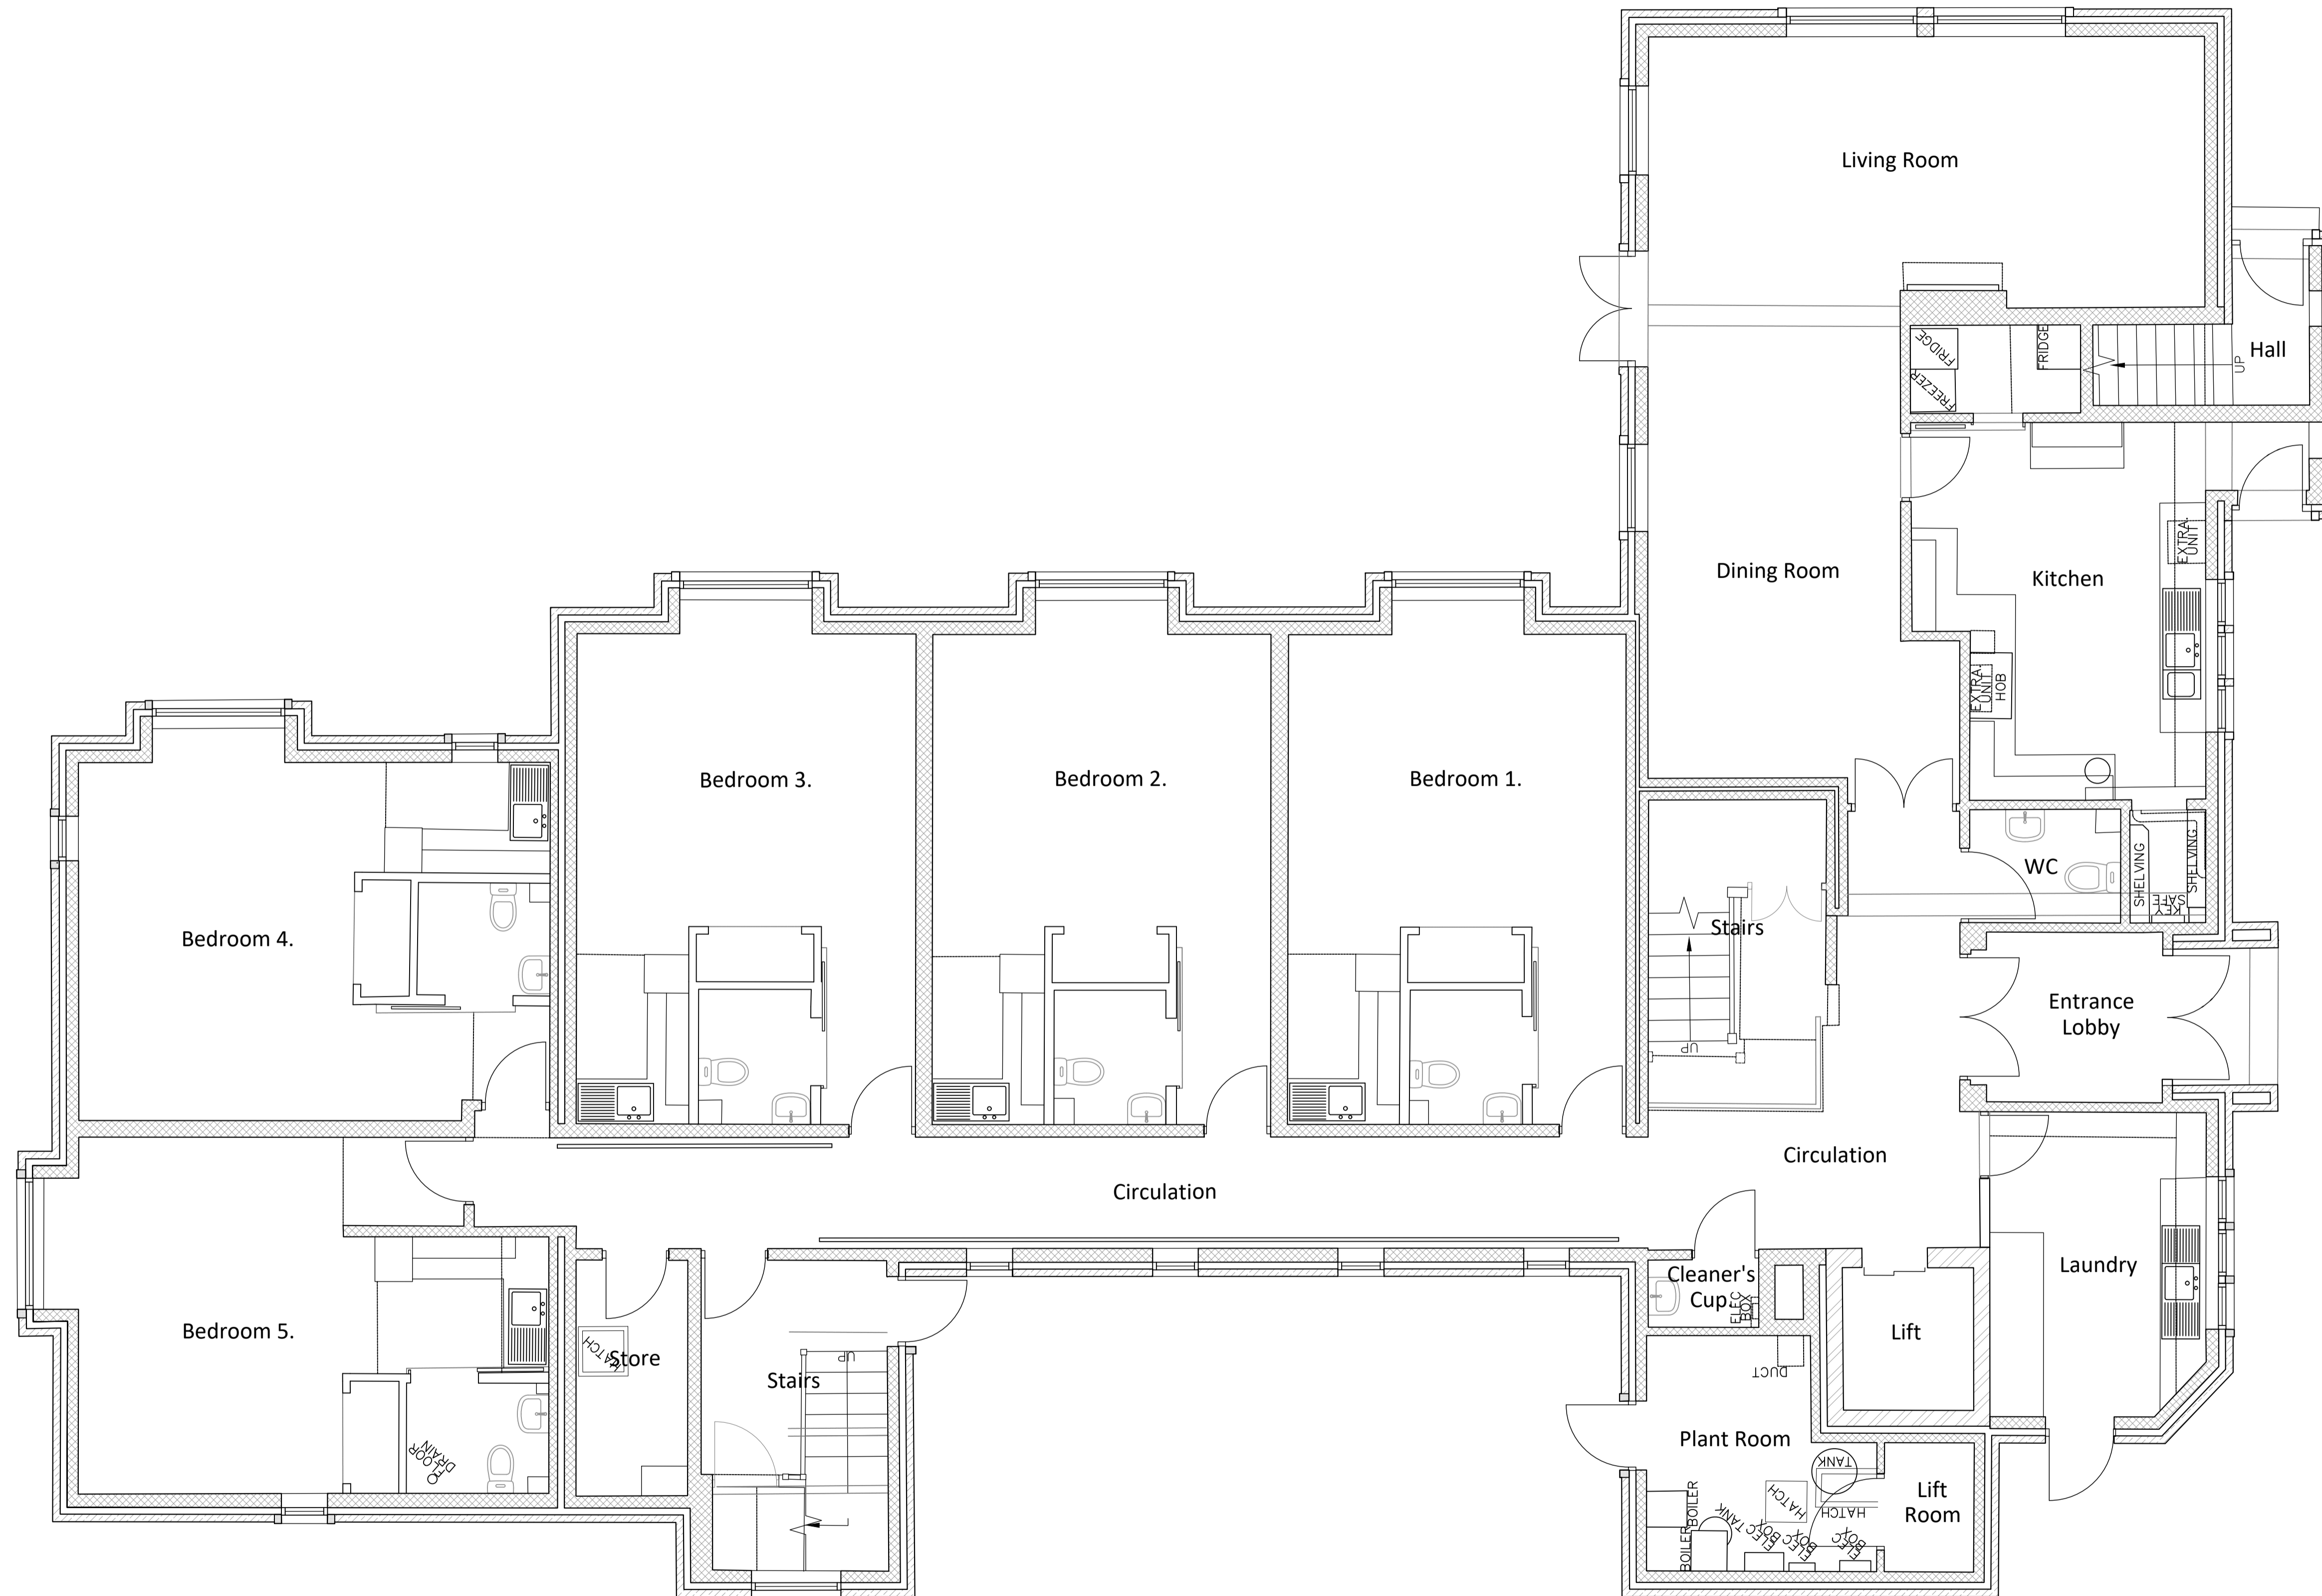 Living Room
Hall
UP
FRIDGE
FRIDGE
FREEZER
EXTRA.
UNIT
Dining Room
Kitchen
EXTRA.
UNIT
HOB
Bedroom 3.
Bedroom 2.
Bedroom 1.
WC
SHELVING
SHELVING
KEY
SAFE
Bedroom 4.
Stairs
UP
Entrance
Lobby
Circulation
Circulation
Cleaner's
Cup.
ELEC
BOX
Laundry
Lift
Bedroom 5.
HATCH
Store
Stairs
UP
DUCT
Plant Room
FLOOR
DRAIN
TANK
Lift
Room
BOILER
BOILER
TANK
ELEC
BOX
HATCH
ELEC
BOX
HATCH
ELEC
BOX